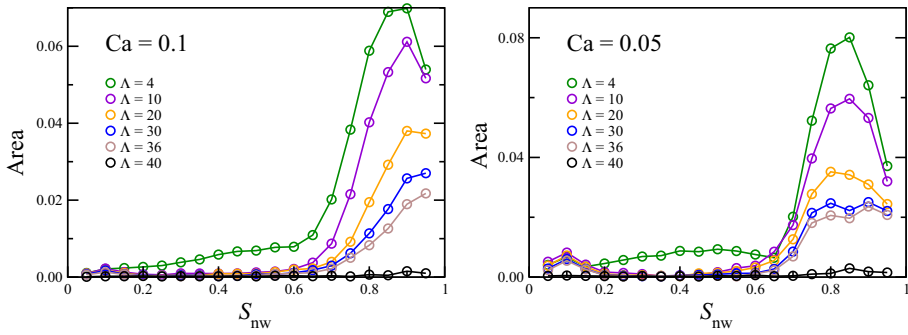 Ca = 0.1
Λ = 4
Λ = 10
Λ = 20
Λ = 30
Λ = 36
Λ = 40
Area
0.06
0.04
0.02
0.00
0 0.2 0.4 0.6 0.8 1
Snw
Ca = 0.05
Λ = 4
Λ = 10
Λ = 20
Λ = 30
Λ = 36
Λ = 40
Area
0.08
0.04
0.00
0 0.2 0.4 0.6 0.8 1
Snw